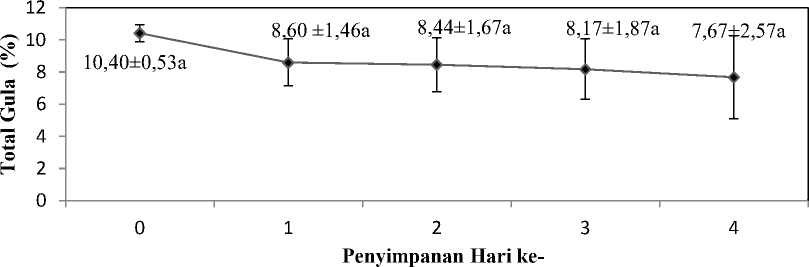 12
10
8
6
4
2
0
Total Gula (%)
10,40±0,53a
8,60 ±1,46a
8,44±1,67a
8,17±1,87a
7,67±2,57a
0 1 2 3 4
Penyimpanan Hari ke-